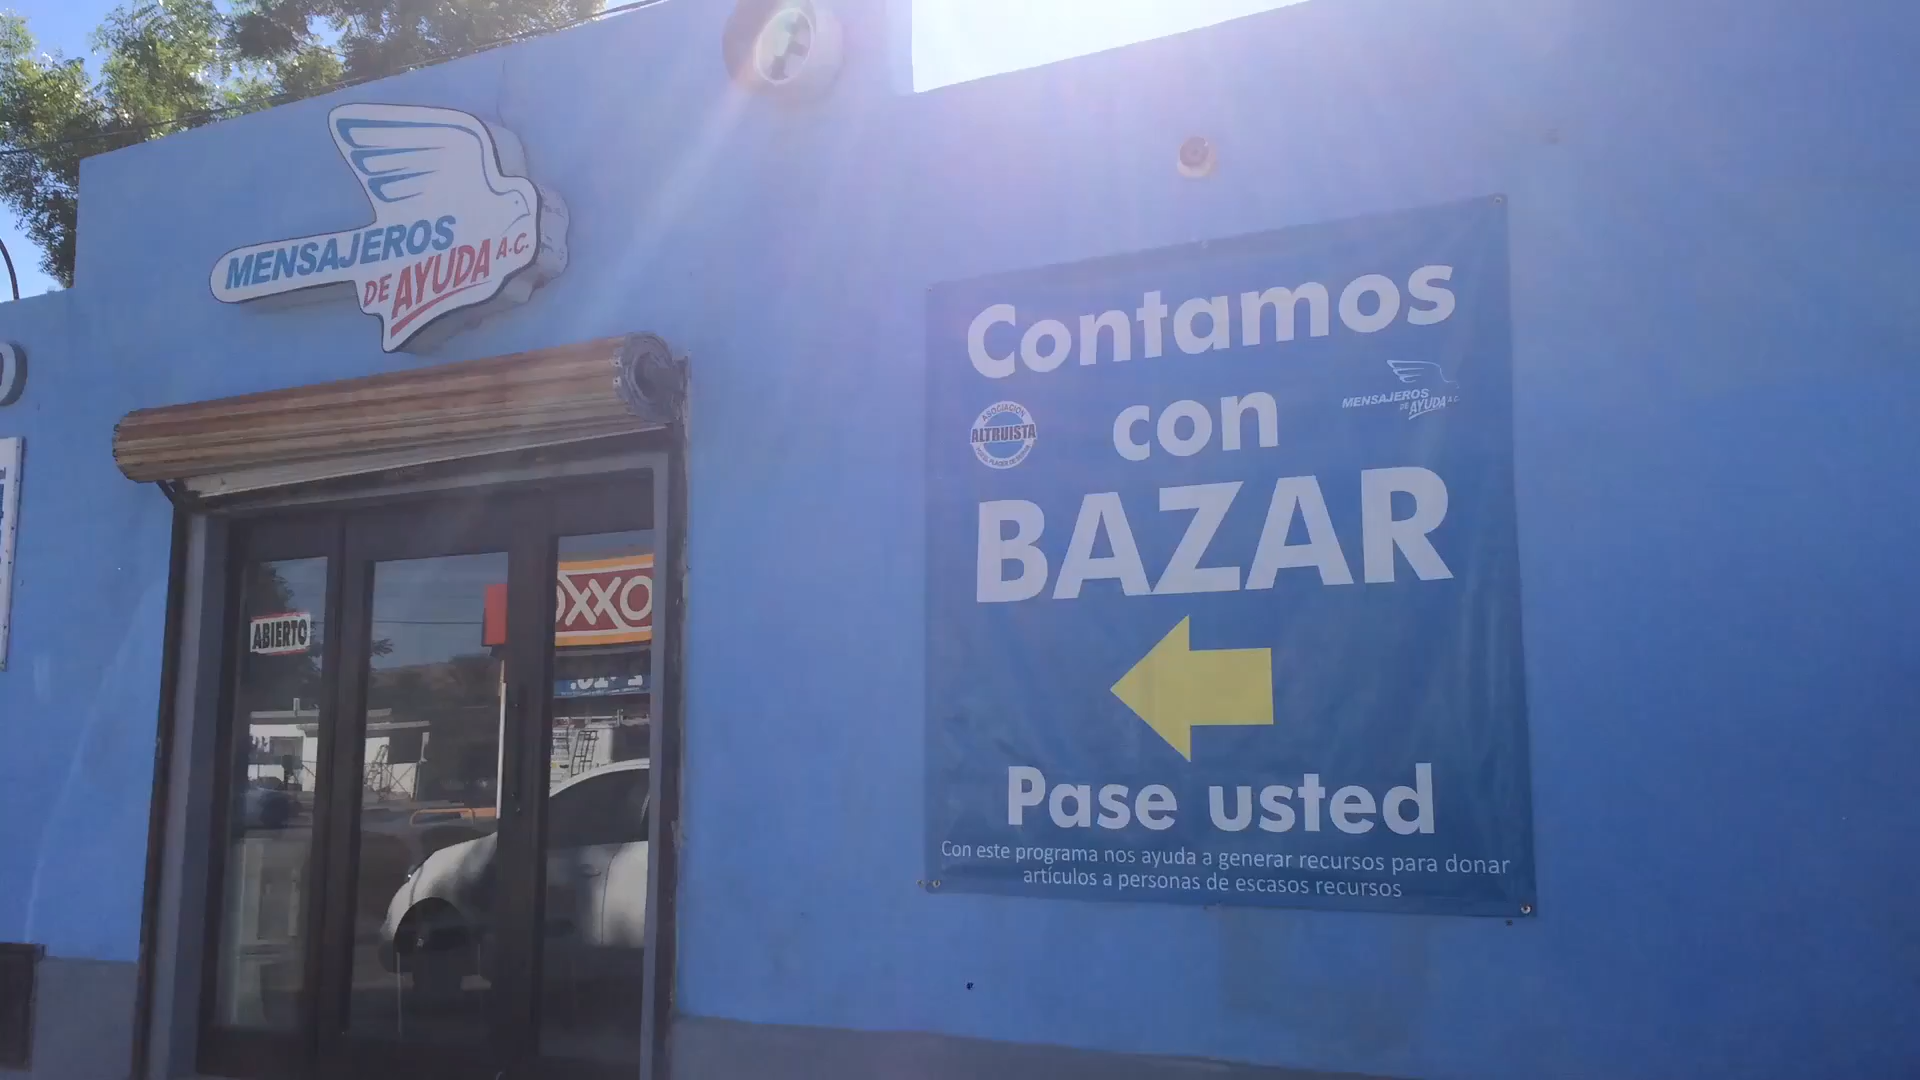 MENSAJEROS
DE AYUDA A.C.
ABIERTO
OXXO
Contamos
con
BAZAR
ASOCIACIÓN
ALTRUISTA
MENSAJEROS
DE AYUDA A.C.
Pase usted
Con este programa nos ayuda a generar recursos para donar
artículos a personas de escasos recursos